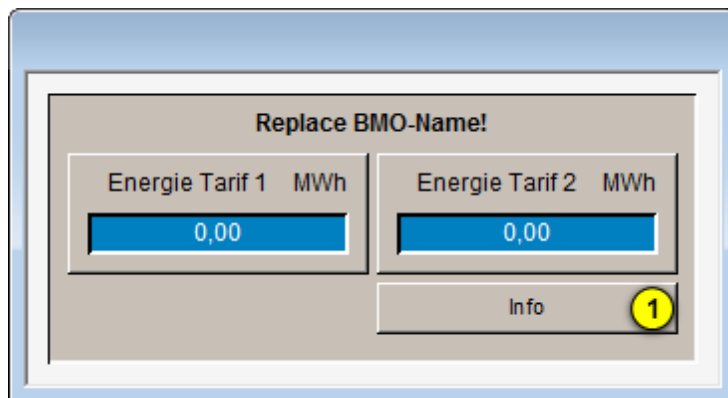 Replace BMO-Name!
Energie Tarif 1 MWh
Energie Tarif 2 MWh
0,00
0,00
Info
1